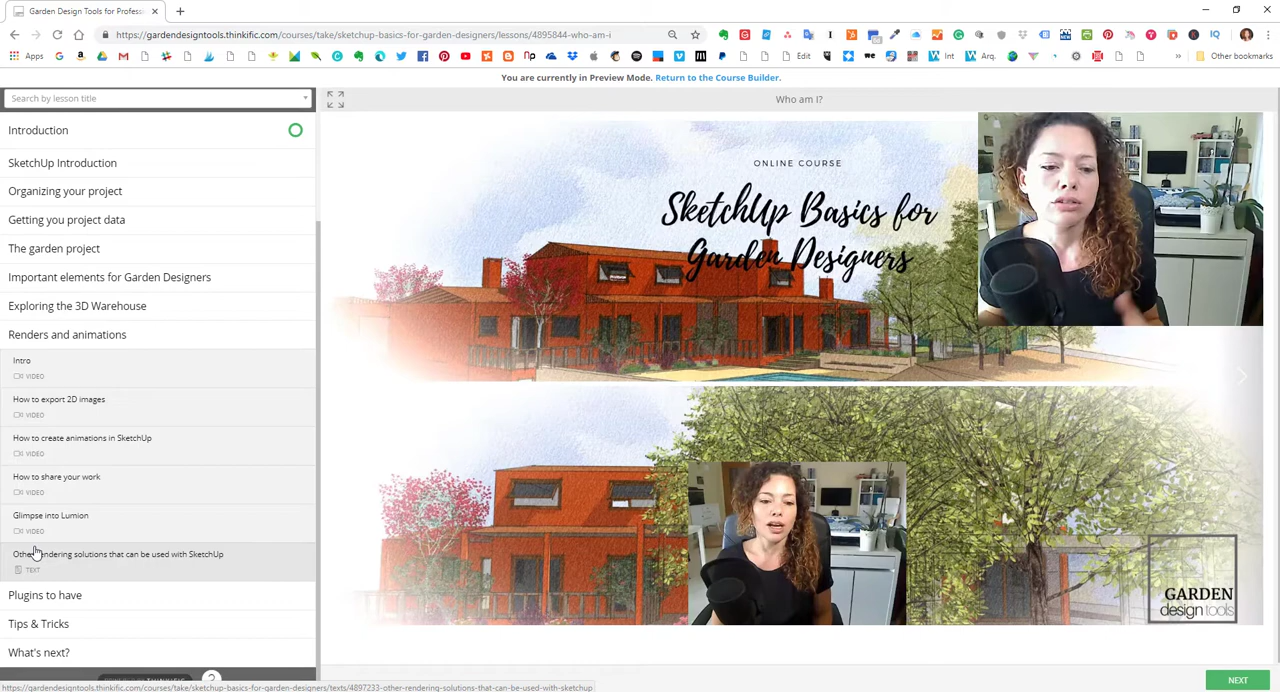 Garden Design Tools for Profess
https://gardendesigntools.thinkific.com/courses/take/sketchup-basics-for-garden-designers/lessons/4895844-who-am-i
Apps
Edit
Int
Arq.
Other bookmarks
You are currently in Preview Mode. Return to the Course Builder.
Search by lesson title
Who am I?
Introduction
SketchUp Introduction
Organizing your project
Getting you project data
The garden project
Important elements for Garden Designers
Exploring the 3D Warehouse
Renders and animations
Intro
VIDEO
How to export 2D images
VIDEO
How to create animations in SketchUp
VIDEO
How to share your work
VIDEO
Glimpse into Lumion
VIDEO
Other rendering solutions that can be used with SketchUp
TEXT
Plugins to have
Tips & Tricks
What's next?
ONLINE COURSE
SketchUp Basics for
Garden Designers
GARDEN
design tools
NEXT
https://gardendesigntools.thinkific.com/courses/take/sketchup-basics-for-garden-designers/texts/4897233-other-rendering-solutions-that-can-be-used-with-sketchup